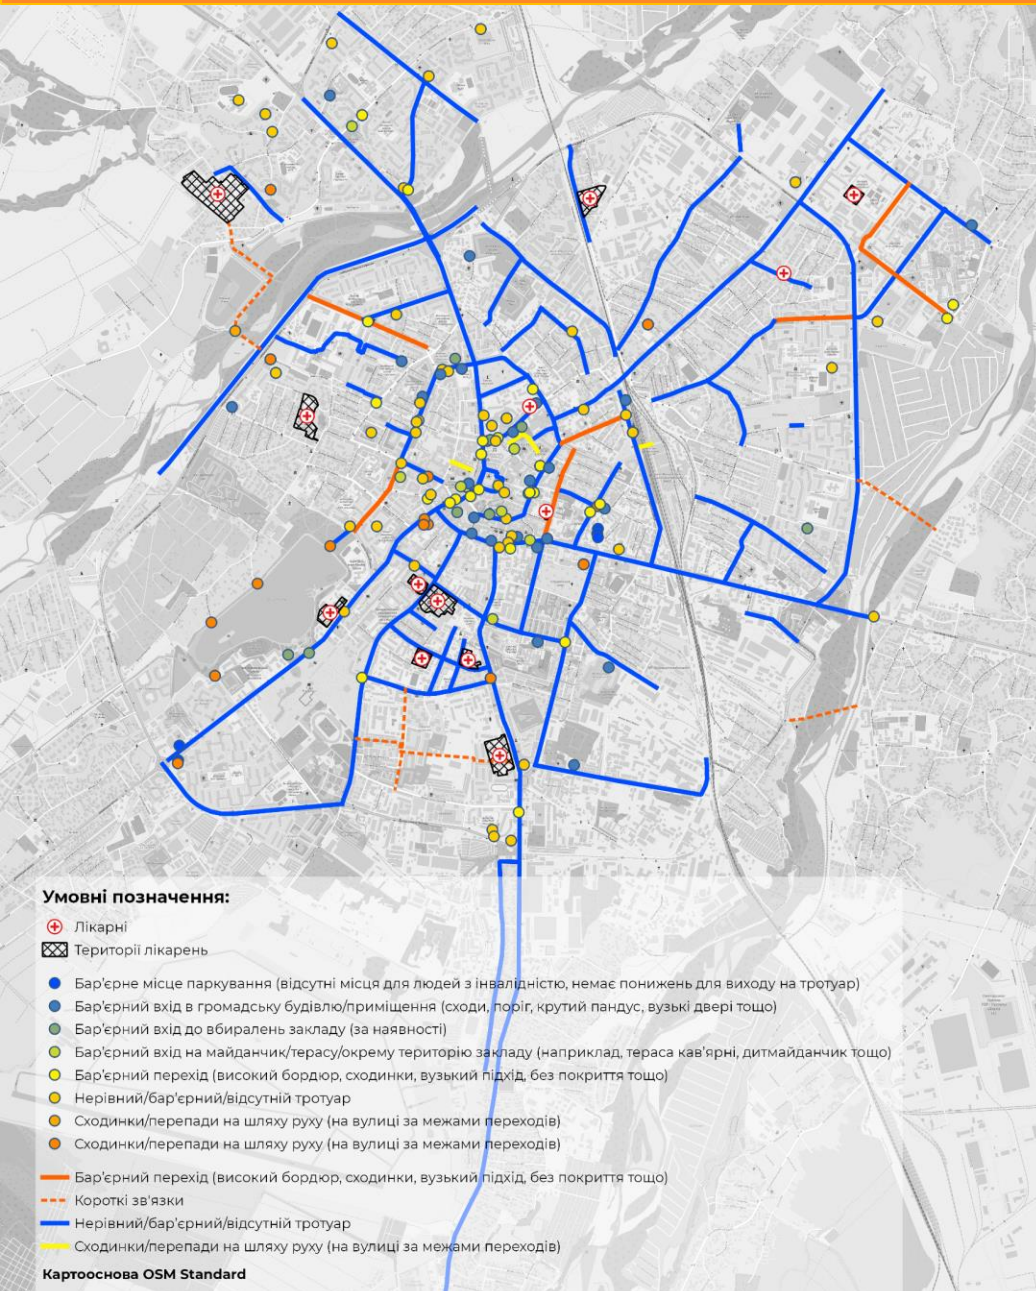 Умовні позначення:
Лікарні
Території лікарень
Бар'єрне місце паркування (відсутні місця для людей з інвалідністю, немає понижень для виходу на тротуар)
Бар'єрний вхід в громадську будівлю/приміщення (сходи, поріг, крутий пандус, вузькі двері тощо)
Бар'єрний вхід до вбиралень закладу (за наявності)
Бар'єрний вхід на майданчик/терасу/окрему територію закладу (наприклад, тераса кав'ярні, дитмайданчик тощо)
Бар'єрний перехід (високий бордюр, сходинки, вузький підхід, без покриття тощо)
Нерівний/бар'єрний/відсутній тротуар
Сходинки/перепади на шляху руху (на вулиці за межами переходів)
Сходинки/перепади на шляху руху (на вулиці за межами переходів)
Бар'єрний перехід (високий бордюр, сходинки, вузький підхід, без покриття тощо)
Короткі зв'язки
Нерівний/бар'єрний/відсутній тротуар
Сходинки/перепади на шляху руху (на вулиці за межами переходів)
Картооснова OSM Standard